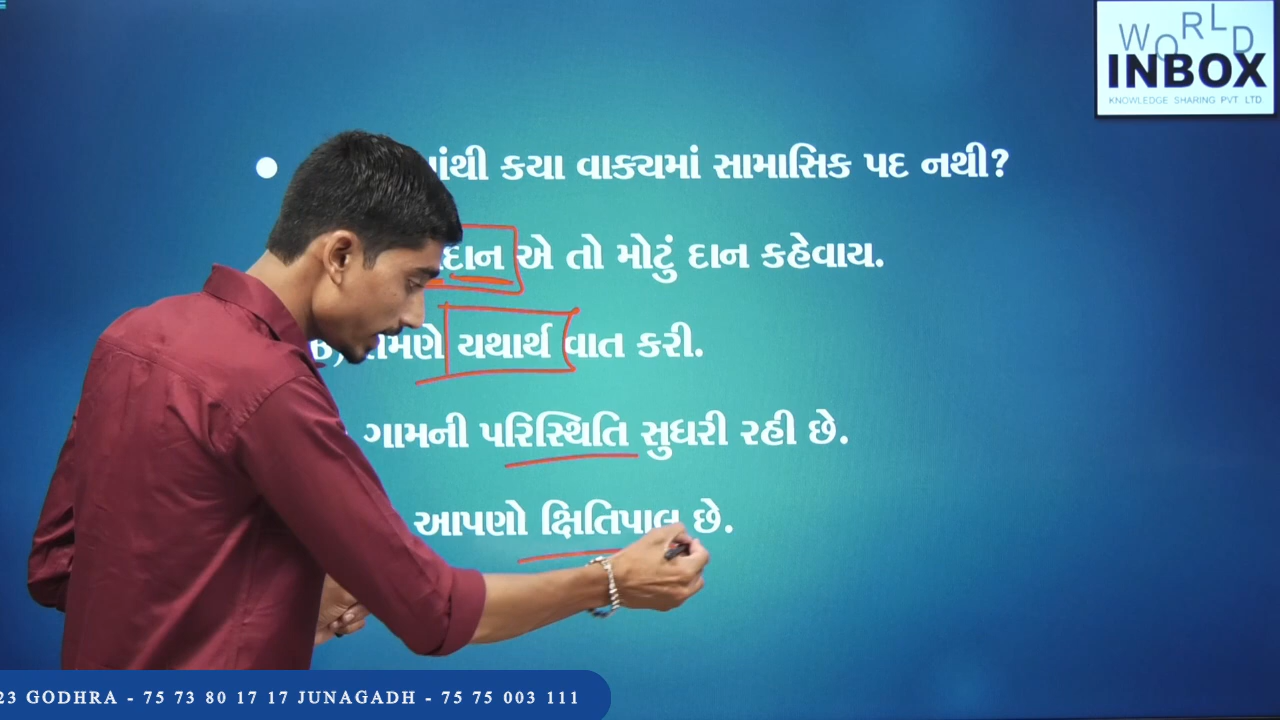 WORLD
INBOX
KNOWLEDGE SHARING PVT. LTD.
કયા વાક્યમાં સામાસિક પદ નથી?
એ તો મોટું દાન કહેવાય.
યથાર્થ વાત કરી.
ગામની પરિસ્થિતિ સુધરી રહી છે.
આપણો ક્ષિતિપાલ છે.
23 GODHRA - 75 73 80 17 17 JUNAGADH - 75 75 003 111